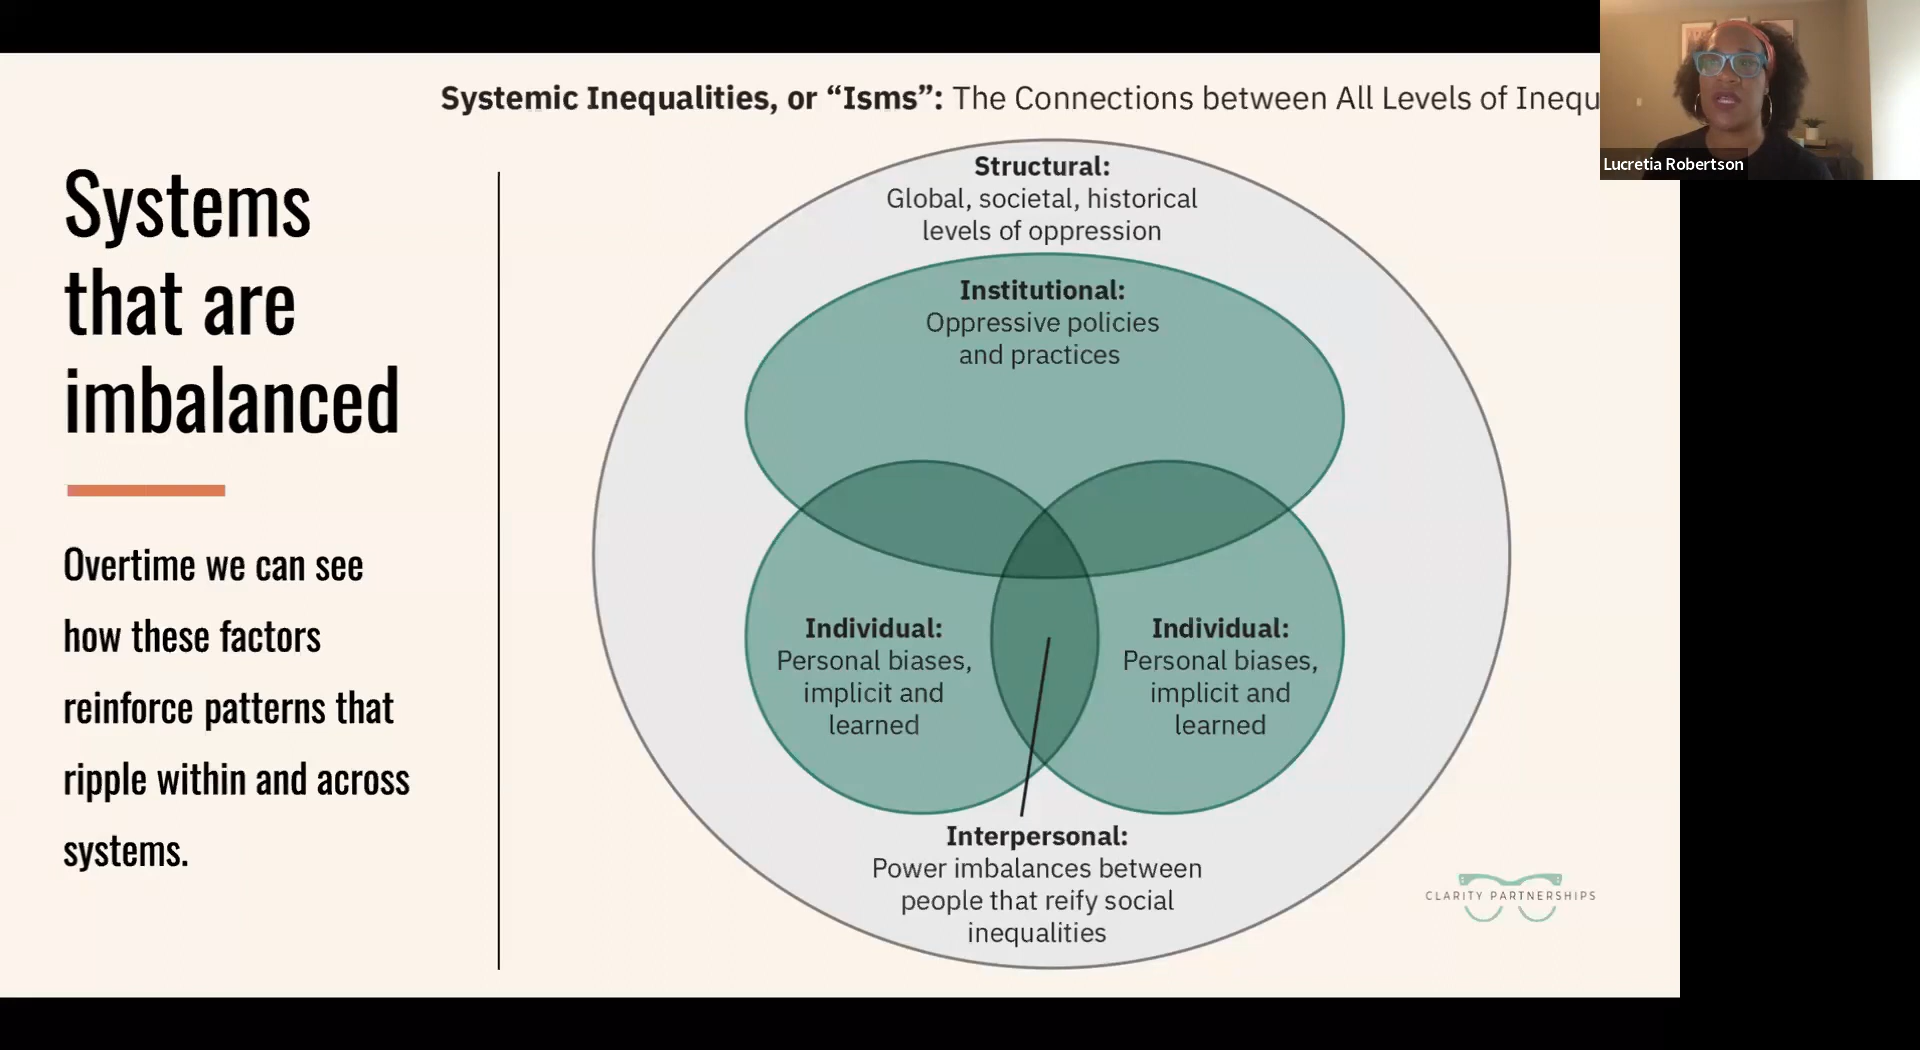 Systemic Inequalities, or “Isms”: The Connections between All Levels of
Lucretia Robertson
Systems
that are
imbalanced
Overtime we can see
how these factors
reinforce patterns that
ripple within and across
systems.
Structural:
Global, societal, historical
levels of oppression
Institutional:
Oppressive policies
and practices
Individual:
Personal biases,
implicit and
learned
Individual:
Personal biases,
implicit and
learned
Interpersonal:
Power imbalances between
people that reify social
inequalities
CLARITY PARTNERSHIPS